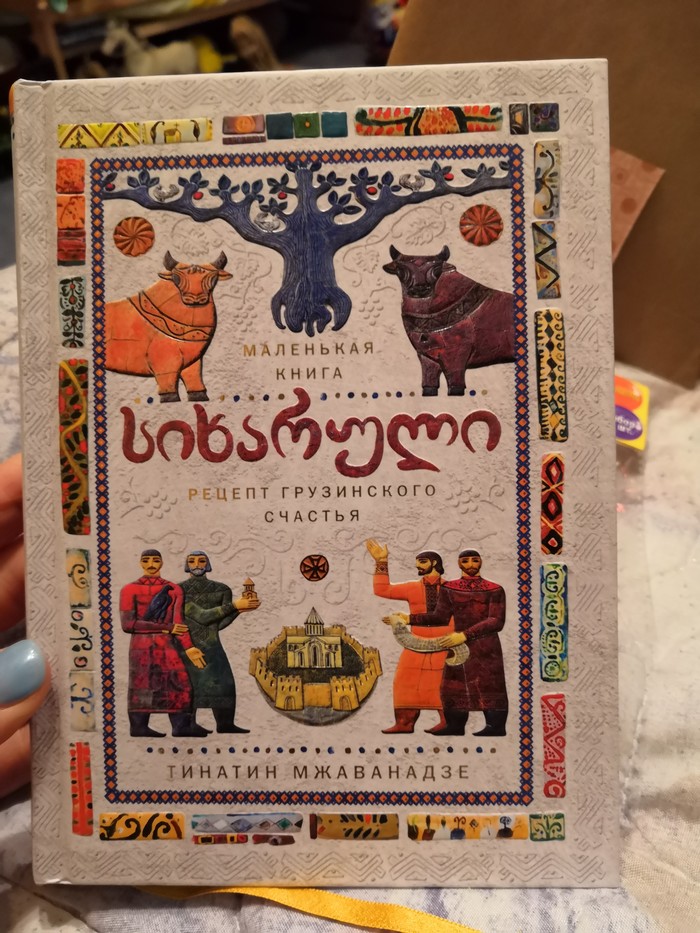 МАЛЕНЬКАЯ
КНИГА
სიხარული
РЕЦЕПТ ГРУЗИНСКОГО
СЧАСТЬЯ
ТИНАТИН МЖАВАНАДЗЕ